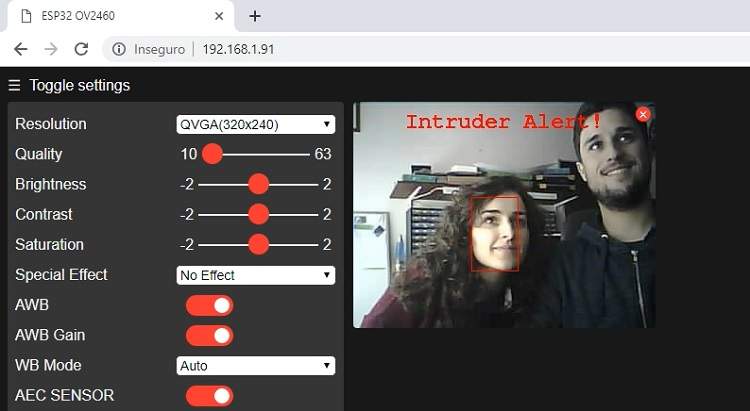 ESP32 OV2460
Inseguro | 192.168.1.91
☰ Toggle settings
Resolution QVGA(320x240)
Quality 10 63
Brightness -2 2
Contrast -2 2
Saturation -2 2
Special Effect No Effect
AWB
AWB Gain
WB Mode Auto
AEC SENSOR
Intruder Alert!